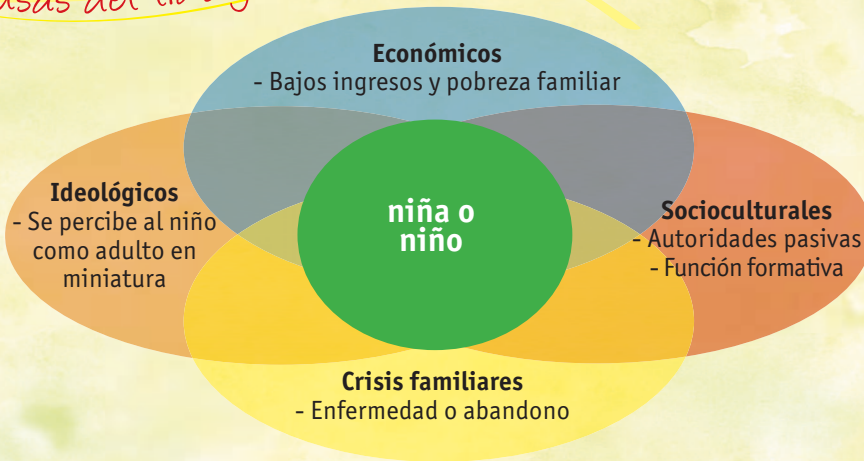 del
Económicos
- Bajos ingresos y pobreza familiar
Ideológicos
- Se percibe al niño
como adulto en
miniatura
niña o
niño
Socioculturales
- Autoridades pasivas
- Función formativa
Crisis familiares
- Enfermedad o abandono